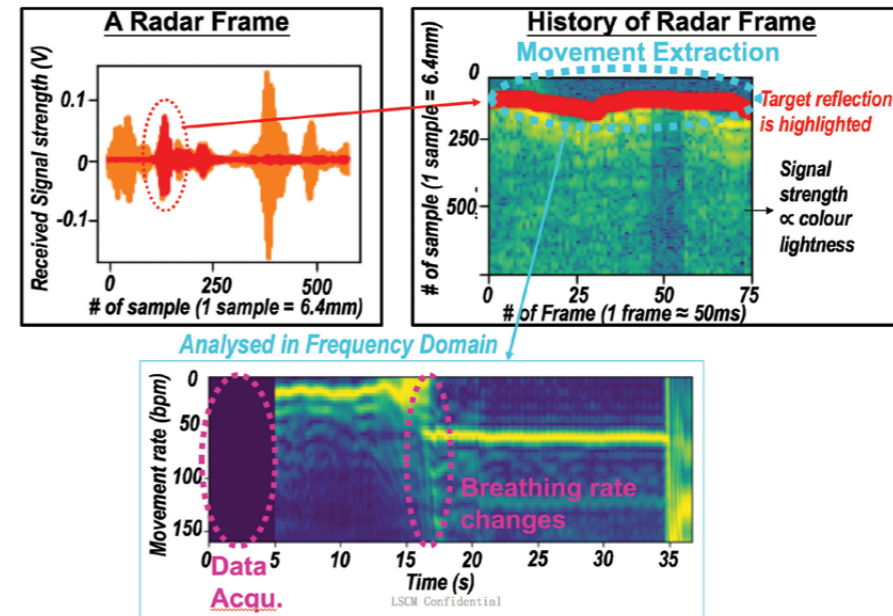 A Radar Frame
Received Signal strength (V)
0.1
0
-0.1
0
250
500
# of sample (1 sample = 6.4mm)
History of Radar Frame
Movement Extraction
# of sample (1 sample = 6.4mm)
0
250
500
0
25
50
75
# of Frame (1 frame ≈ 50ms)
Target reflection
is highlighted
Signal
strength
∝ colour
lightness
Analysed in Frequency Domain
Movement rate (bpm)
0
50
100
150
0
5
10
15
20
25
30
35
Time (s)
Breathing rate
changes
Data
Acqu.
LSCM Confidential